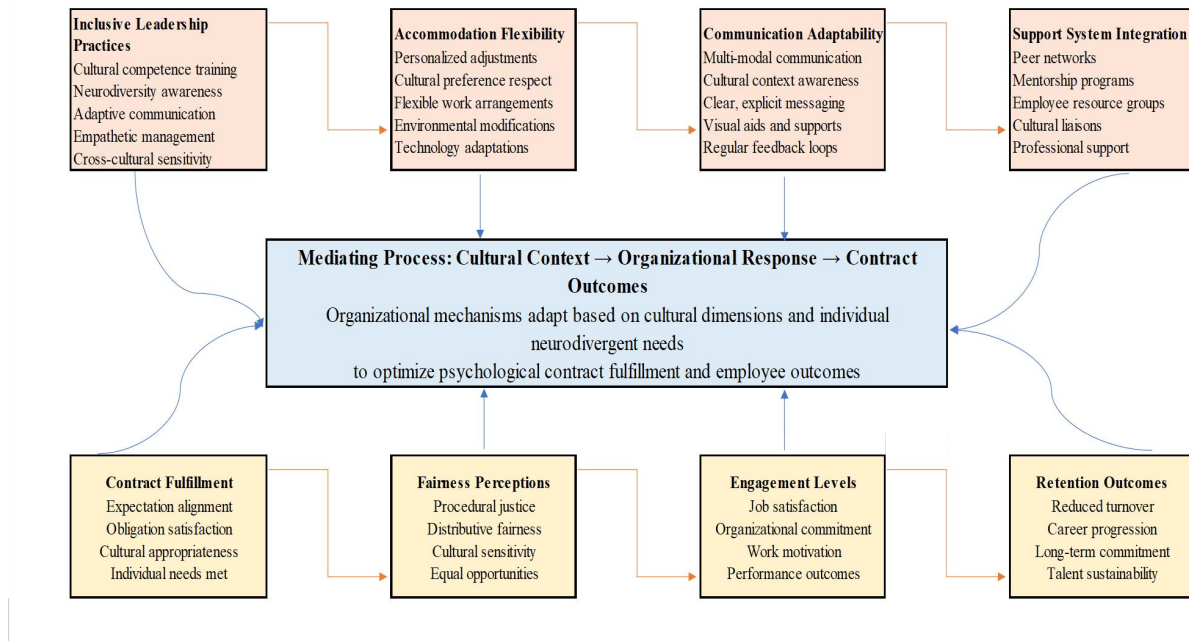 Inclusive Leadership
Practices
Cultural competence training
Neurodiversity awareness
Adaptive communication
Empathetic management
Cross-cultural sensitivity
Accommodation Flexibility
Personalized adjustments
Cultural preference respect
Flexible work arrangements
Environmental modifications
Technology adaptations
Communication Adaptability
Multi-modal communication
Cultural context awareness
Clear, explicit messaging
Visual aids and supports
Regular feedback loops
Support System Integration
Peer networks
Mentorship programs
Employee resource groups
Cultural liaisons
Professional support
Mediating Process: Cultural Context → Organizational Response → Contract
Outcomes
Organizational mechanisms adapt based on cultural dimensions and individual
neurodivergent needs
to optimize psychological contract fulfillment and employee outcomes
Contract Fulfillment
Expectation alignment
Obligation satisfaction
Cultural appropriateness
Individual needs met
Fairness Perceptions
Procedural justice
Distributive fairness
Cultural sensitivity
Equal opportunities
Engagement Levels
Job satisfaction
Organizational commitment
Work motivation
Performance outcomes
Retention Outcomes
Reduced turnover
Career progression
Long-term commitment
Talent sustainability